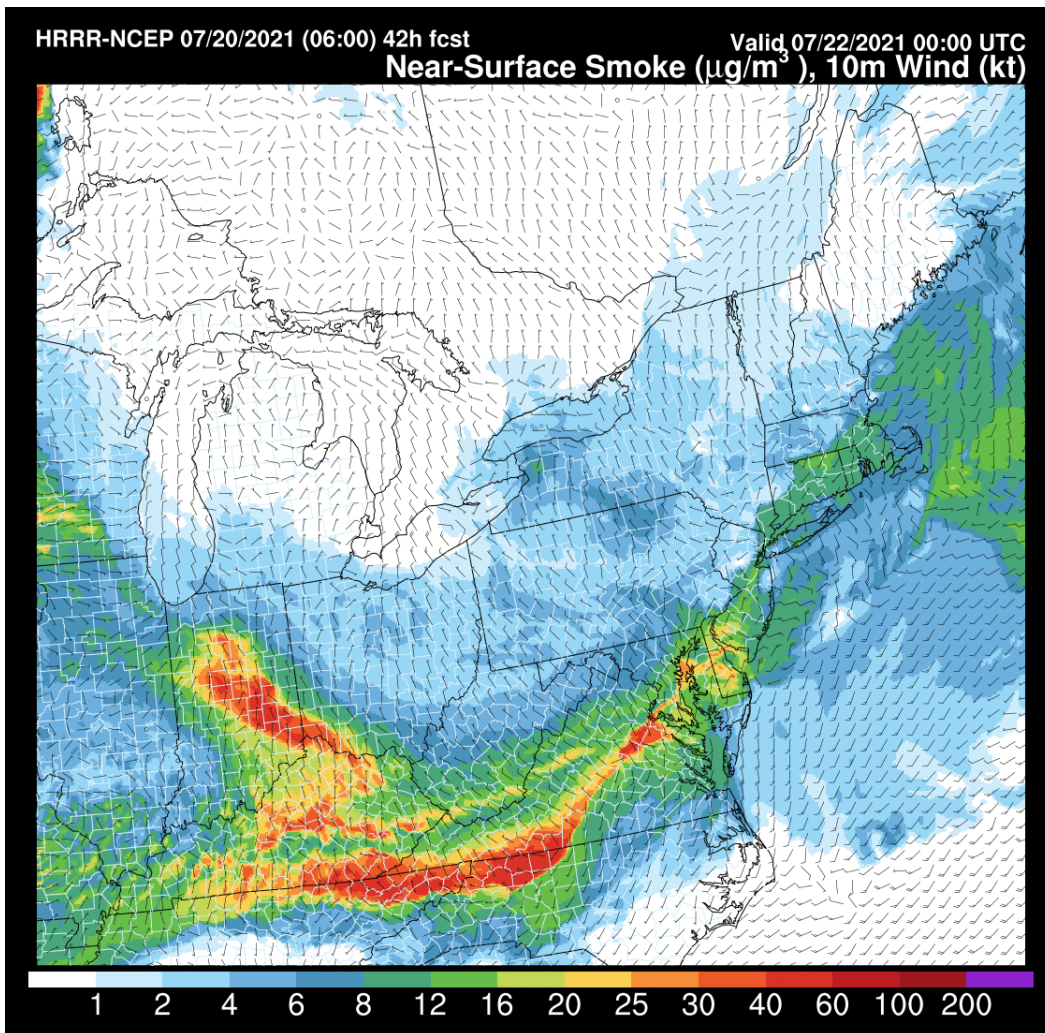 HRRR-NCEP 07/20/2021 (06:00) 42h fcst
Valid 07/22/2021 00:00 UTC
Near-Surface Smoke (μg/m³), 10m Wind (kt)
1 2 4 6 8 12 16 20 25 30 40 60 100 200